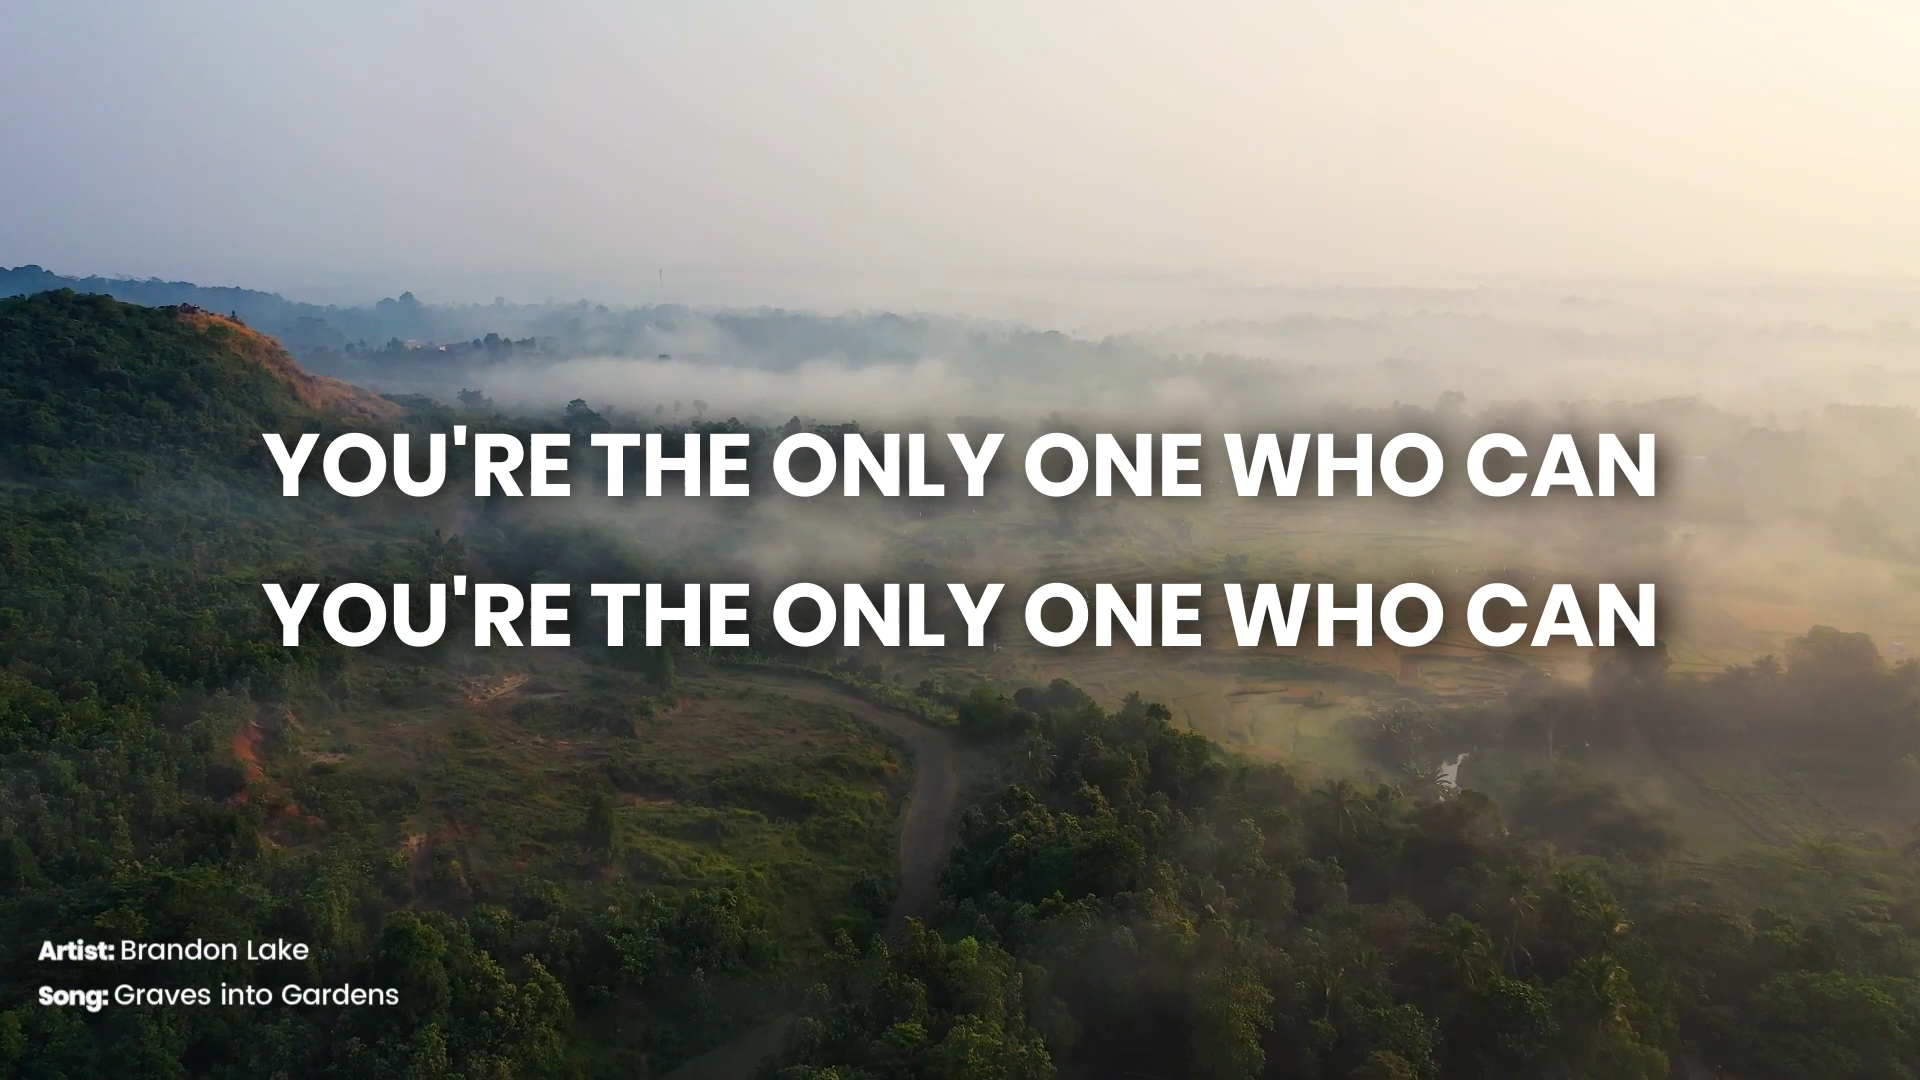 YOU'RE THE ONLY ONE WHO CAN
YOU'RE THE ONLY ONE WHO CAN
Artist: Brandon Lake
Song: Graves into Gardens